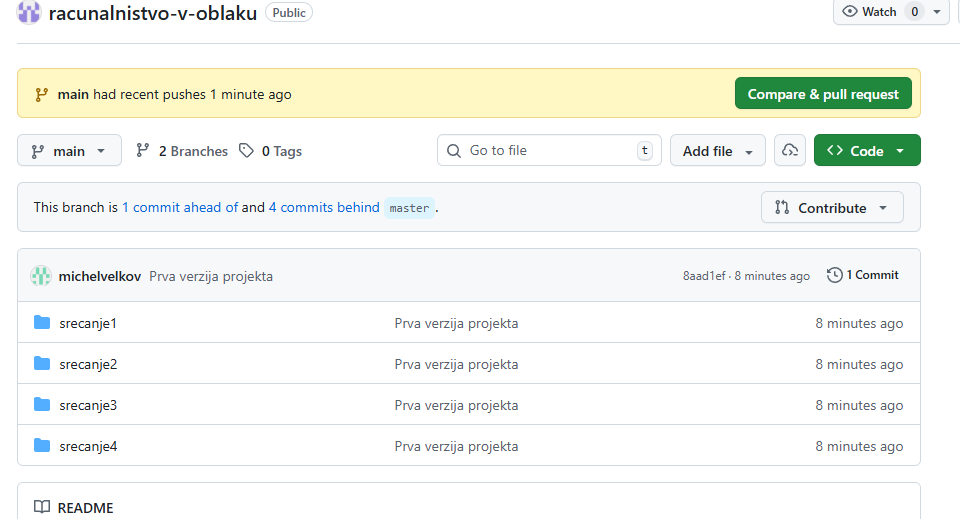 racunalnistvo-v-oblaku Public Watch 0
main had recent pushes 1 minute ago Compare & pull request
main 2 Branches 0 Tags Go to file t Add file Code
This branch is 1 commit ahead of and 4 commits behind master . Contribute
michelvelkov Prva verzija projekta 8aad1ef · 8 minutes ago 1 Commit
srecanje1 Prva verzija projekta 8 minutes ago
srecanje2 Prva verzija projekta 8 minutes ago
srecanje3 Prva verzija projekta 8 minutes ago
srecanje4 Prva verzija projekta 8 minutes ago
README